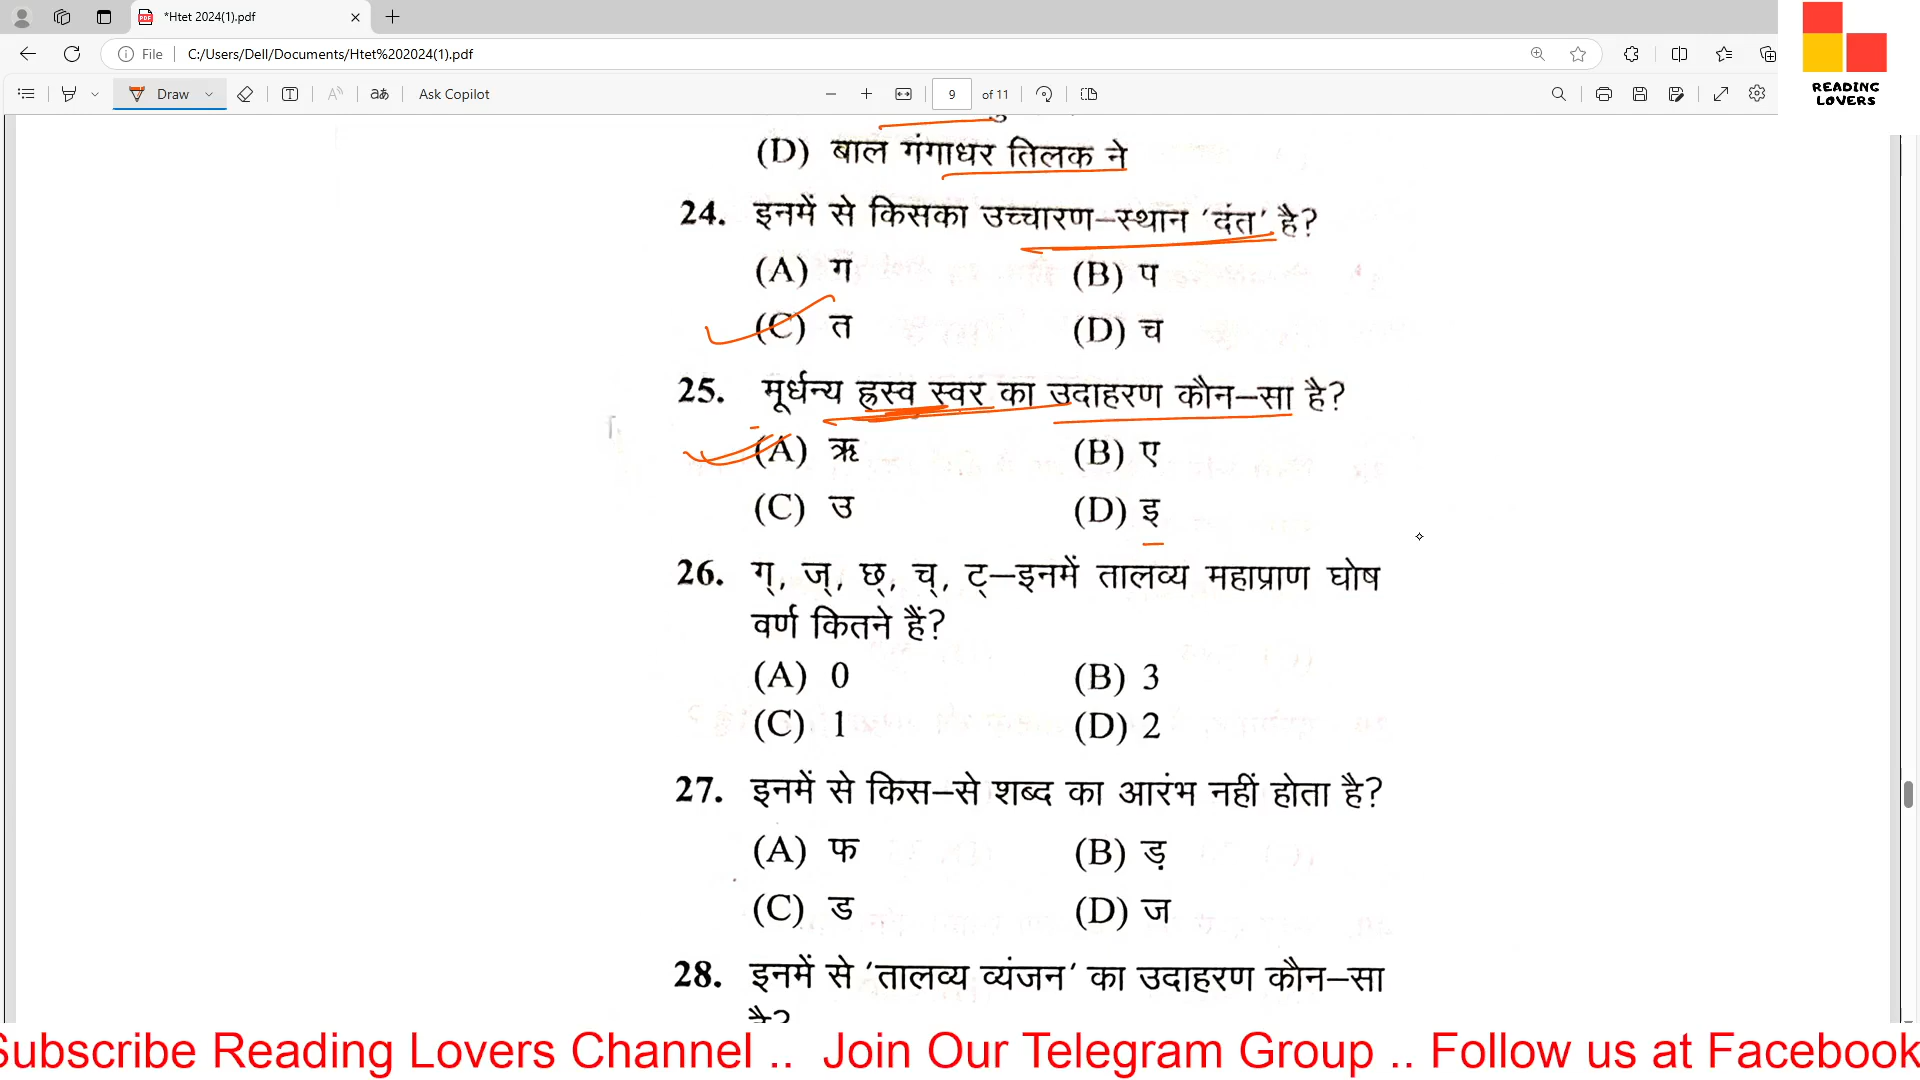 *Htet 2024(1).pdf
File
C:/Users/Dell/Documents/Htet%202024(1).pdf
Draw
Ask Copilot
9 of 11
READING
LOVERS
(D) बाल गंगाधर तिलक ने
24. इनमें से किसका उच्चारण–स्थान ‘दंत’ है?
(A) ग (B) प
(C) त (D) च
25. मूर्धन्य ह्रस्व स्वर का उदाहरण कौन–सा है?
(A) ऋ (B) ए
(C) उ (D) इ
26. ग्, ज्, छ्, च्, ट्–इनमें तालव्य महाप्राण घोष
वर्ण कितने हैं?
(A) 0 (B) 3
(C) 1 (D) 2
27. इनमें से किस–से शब्द का आरंभ नहीं होता है?
(A) फ (B) ड़
(C) ड (D) ज
28. इनमें से ‘तालव्य व्यंजन’ का उदाहरण कौन–सा
है?
Subscribe Reading Lovers Channel .. Join Our Telegram Group .. Follow us at Facebook